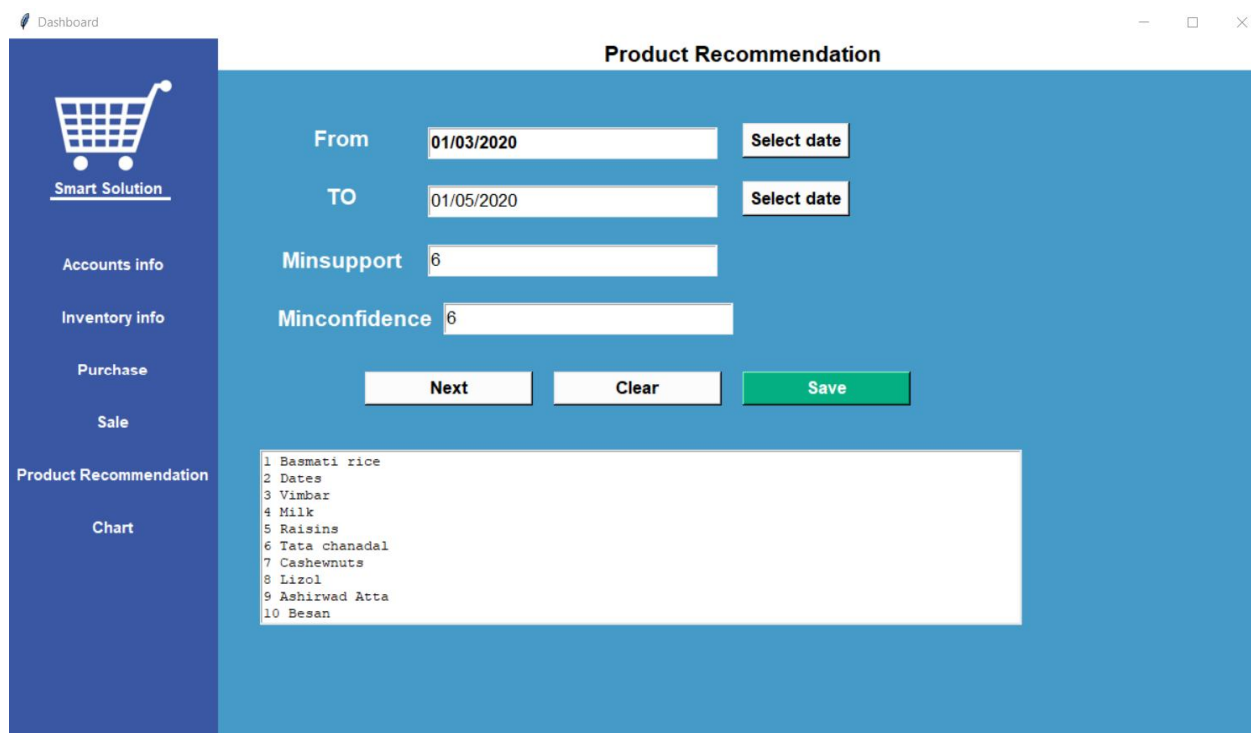 Dashboard
Product Recommendation
Smart Solution
Accounts info
Inventory info
Purchase
Sale
Product Recommendation
Chart
From 01/03/2020 Select date
TO 01/05/2020 Select date
Minsupport 6
Minconfidence 6
Next Clear Save
1 Basmati rice
2 Dates
3 Vimbar
4 Milk
5 Raisins
6 Tata chanadal
7 Cashewnuts
8 Lizol
9 Ashirwad Atta
10 Besan